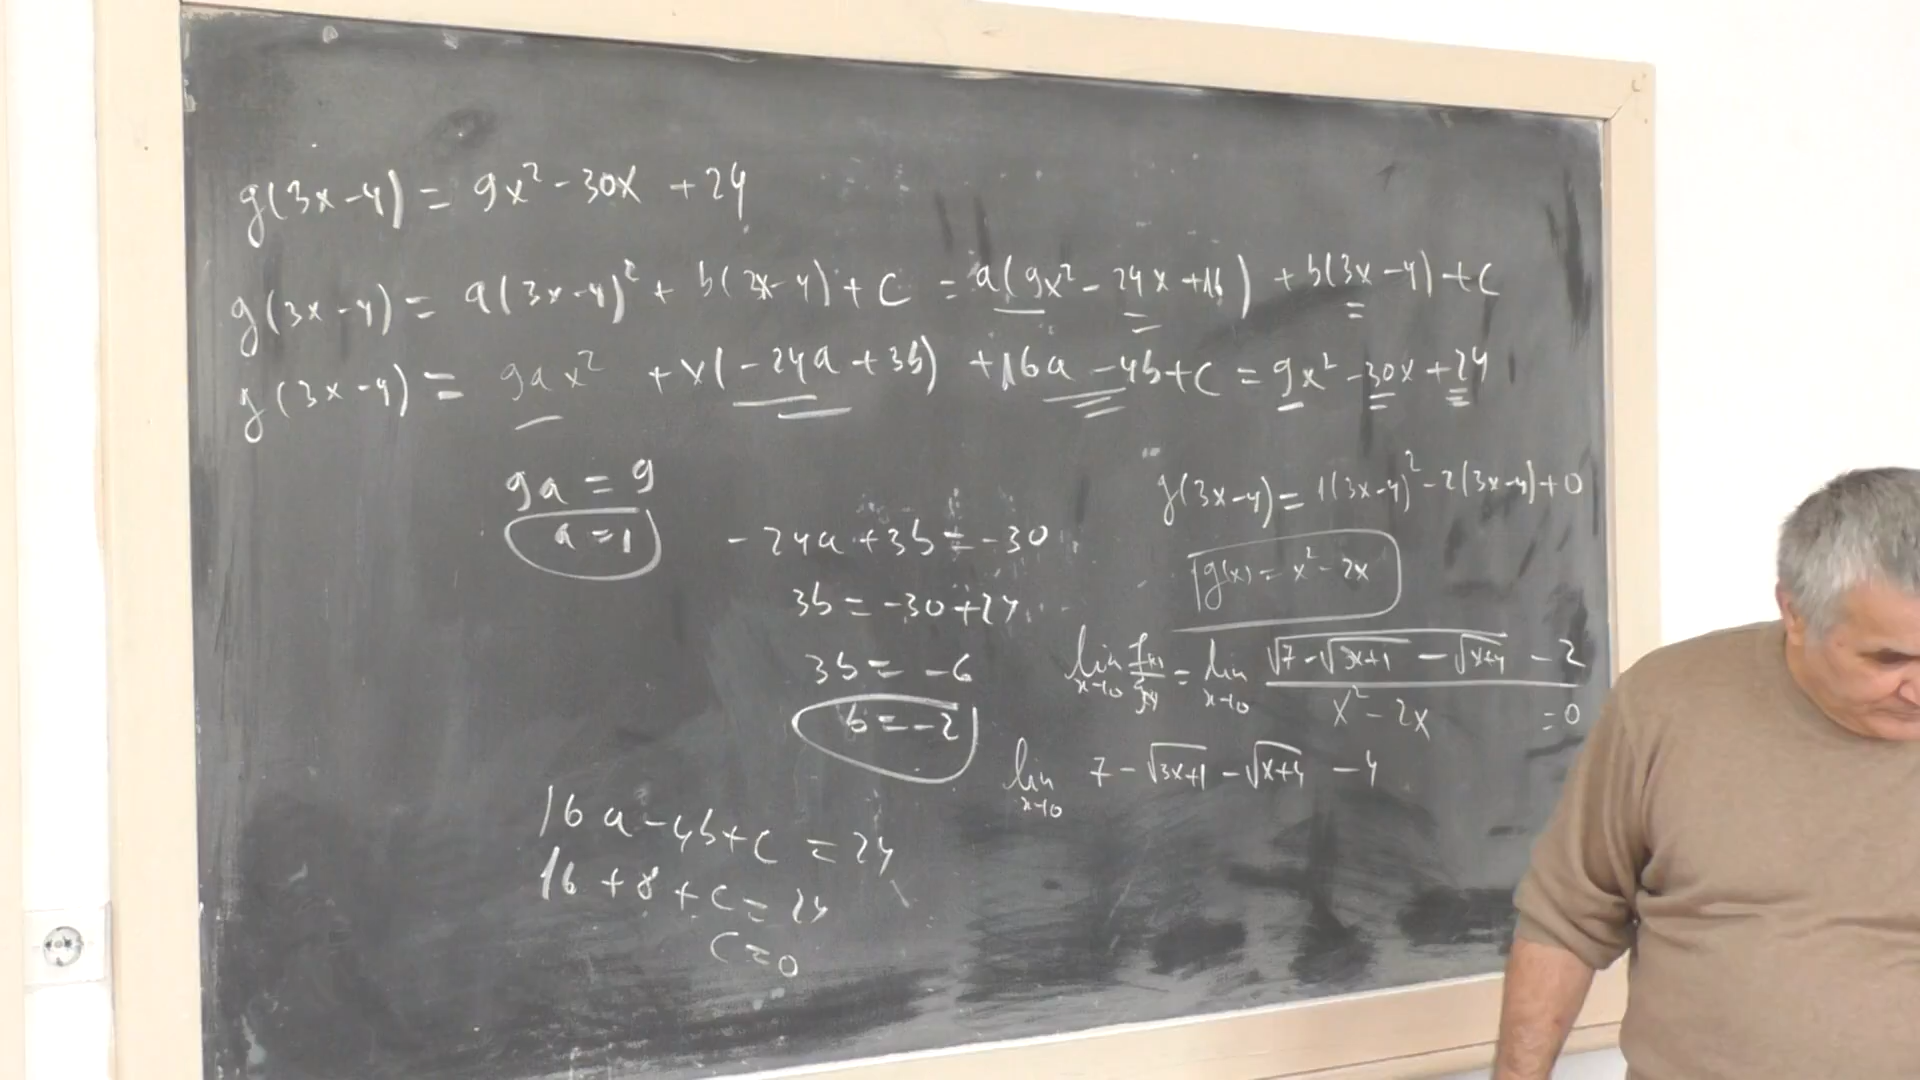 g(3x-4) = 9x² - 30x + 24
g(3x-4) = a(3x-4)² + b(3x-4) + c = a(9x² - 24x + 16) + b(3x-4) + c
g(3x-4) = 9ax² + x(-24a + 3b) + 16a - 4b + c = 9x² - 30x + 24
9a = 9
a = 1
-24a + 3b = -30
3b = -30 + 24
3b = -6
b = -2
16a - 4b + c = 24
16 + 8 + c = 24
c = 0
g(3x-4) = 1(3x-4)² - 2(3x-4) + 0
g(x) = x² - 2x
lim x→0 f(x)/g(x) = lim x→0 (√(7 - √(3x+1) - √(x+4)) - 2)/(x² - 2x) = 0
lim x→0 7 - √(3x+1) - √(x+4) - 4